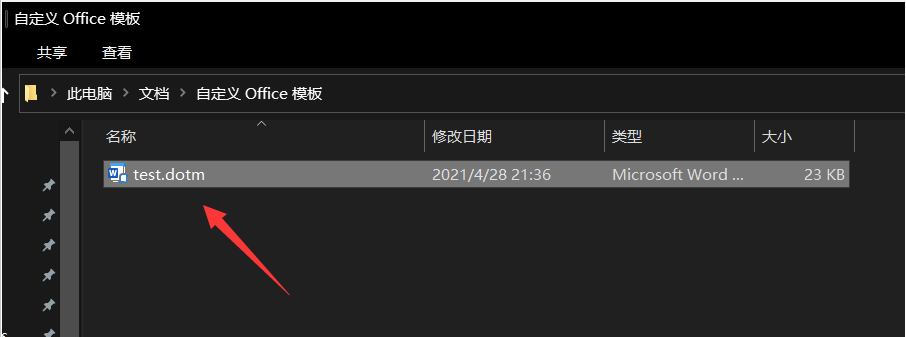 自定义 Office 模板
共享 查看
此电脑 文档 自定义 Office 模板
名称 修改日期 类型 大小
test.dotm 2021/4/28 21:36 Microsoft Word ... 23 KB